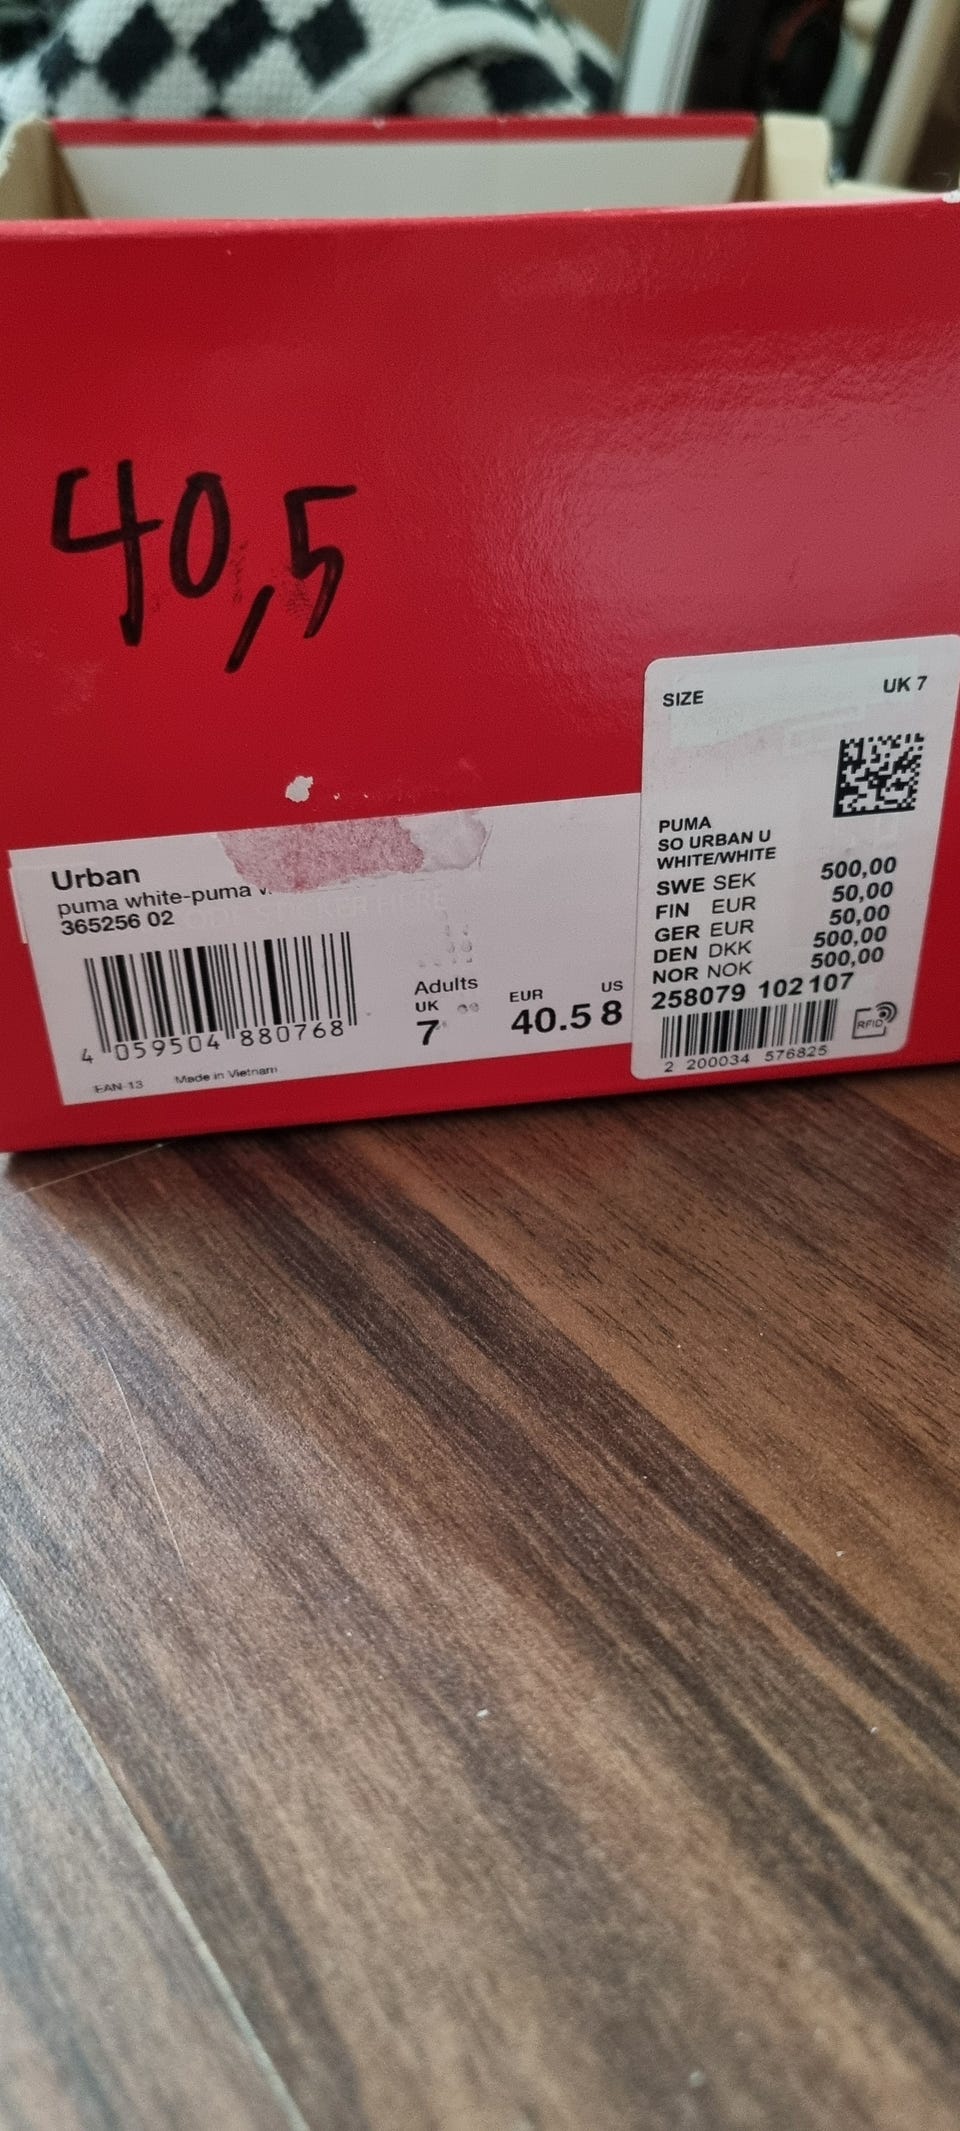 40,5
Urban
puma white-puma
365256 02
4 059504 880768
EAN-13 Made in Vietnam
Adults
UK EUR US
7 40.5 8
SIZE UK 7
PUMA
SO URBAN U
WHITE/WHITE
SWE SEK 500,00
FIN EUR 50,00
GER EUR 50,00
DEN DKK 500,00
NOR NOK 500,00
258079 102107
2 200034 576825
RFID